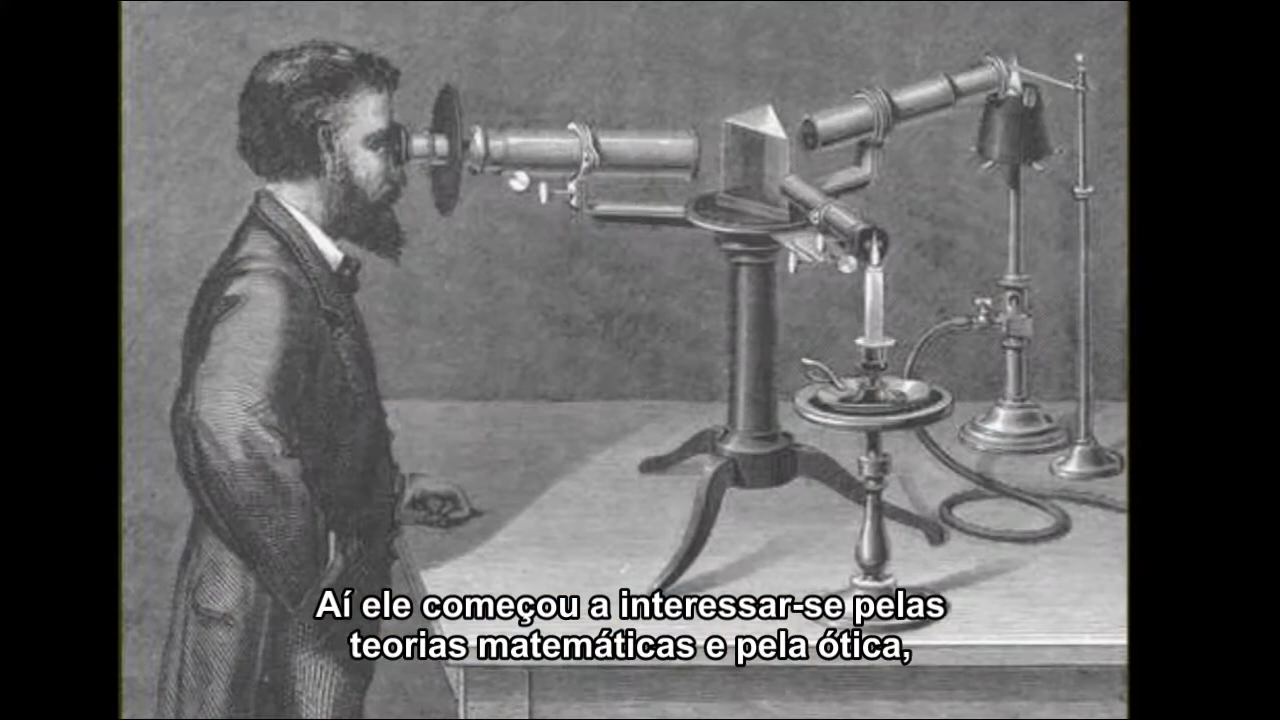 Aí ele começou a interessar-se pelas
teorias matemáticas e pela ótica,